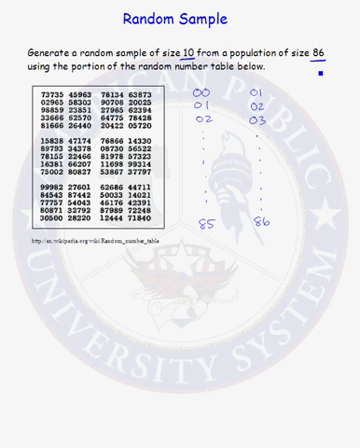 Random Sample
Generate a random sample of size 10 from a population of size 86
using the portion of the random number table below.
73735 45963 78134 63873
02965 58303 90708 20025
98859 23851 27965 62394
33666 62570 64775 78428
81666 26440 20422 05720
15838 47174 76866 14330
89793 34378 08730 56522
78155 22466 81978 57323
16381 66207 11698 99314
75002 80827 53867 37797
99982 27601 62686 44711
84543 87442 50033 14021
77757 54043 46176 42391
80871 32792 87989 72248
30500 28220 12444 71840
http://en.wikipedia.org/wiki/Random_number_table
00 01
01 02
02 03
85 86
AMERICAN PUBLIC
UNIVERSITY SYSTEM